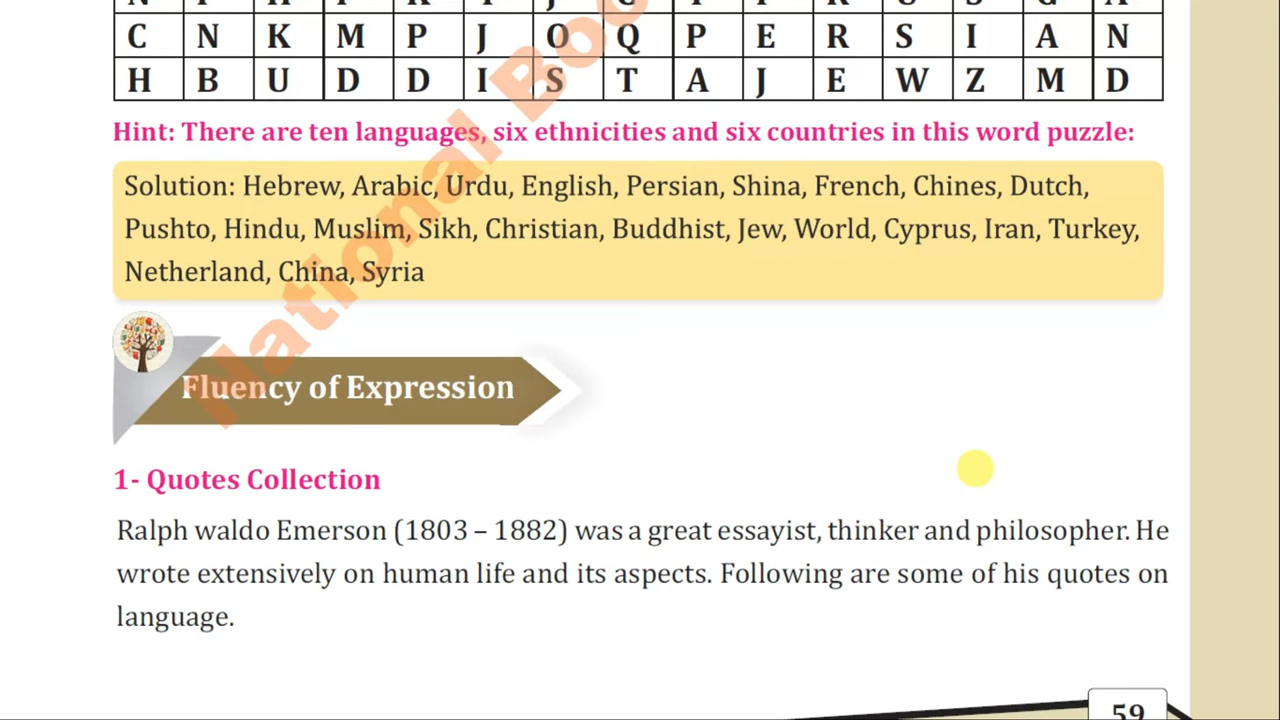 C N K M P J O Q P E R S I A N
H B U D D I S T A J E W Z M D
Hint: There are ten languages, six ethnicities and six countries in this word puzzle:
Solution: Hebrew, Arabic, Urdu, English, Persian, Shina, French, Chines, Dutch,
Pushto, Hindu, Muslim, Sikh, Christian, Buddhist, Jew, World, Cyprus, Iran, Turkey,
Netherland, China, Syria
National Boo
Fluency of Expression
1- Quotes Collection
Ralph waldo Emerson (1803 – 1882) was a great essayist, thinker and philosopher. He
wrote extensively on human life and its aspects. Following are some of his quotes on
language.
59